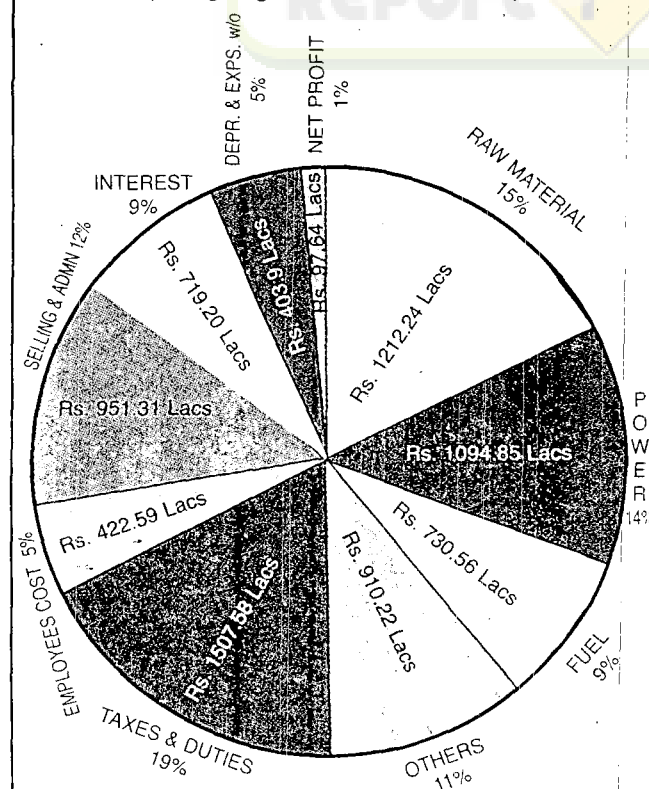 REPORT
DEPR. & EXPS. w/o
5%
NET PROFIT
1%
RAW MATERIAL
15%
Rs. 1212.24 Lacs
POWER
14%
Rs. 1094.85 Lacs
FUEL
9%
Rs. 730.56 Lacs
OTHERS
11%
Rs. 910.22 Lacs
TAXES & DUTIES
19%
Rs. 1507.58 Lacs
EMPLOYEES COST 5%
Rs. 422.59 Lacs
SELLING & ADMN 12%
Rs. 951.31 Lacs
INTEREST
9%
Rs. 719.20 Lacs
Lacs
Rs. 97.64 Lacs